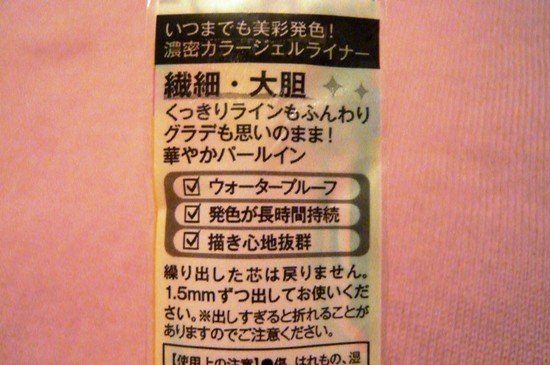 いつまでも美彩発色!
濃密カラージェルライナー
繊細・大胆
くっきりラインもふんわり
グラデも思いのまま!
華やかパールイン
ウォータープルーフ
発色が長時間持続
描き心地抜群
繰り出した芯は戻りません。
1.5mmずつ出してお使いくだ
さい。※出しすぎると折れることが
ありますのでご注意ください。
【使用上の注意】●傷、はれもの、湿